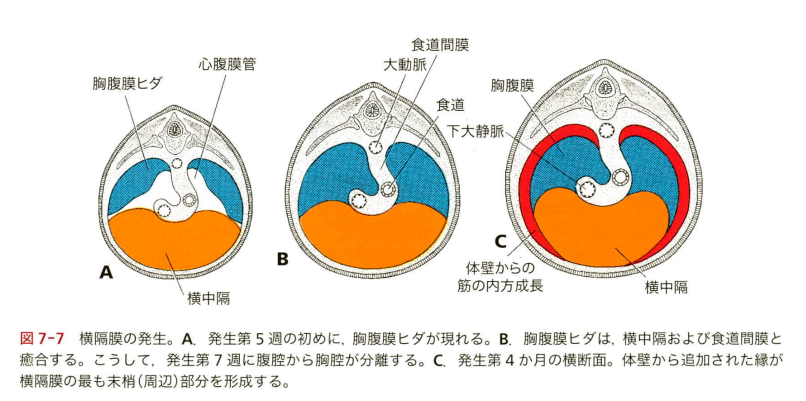 食道間膜
心腹膜管
大動脈
胸腹膜ヒダ
胸腹膜
食道
下大静脈
A
B
C
体壁からの
筋の内方成長
横中隔
横中隔
図 7-7 横隔膜の発生。A. 発生第5週の初めに, 胸腹膜ヒダが現れる。B. 胸腹膜ヒダは, 横中隔および食道間膜と
癒合する。こうして, 発生第7週に腹腔から胸腔が分離する。C. 発生第4か月の横断面。体壁から追加された縁が
横隔膜の最も末梢(周辺)部分を形成する。